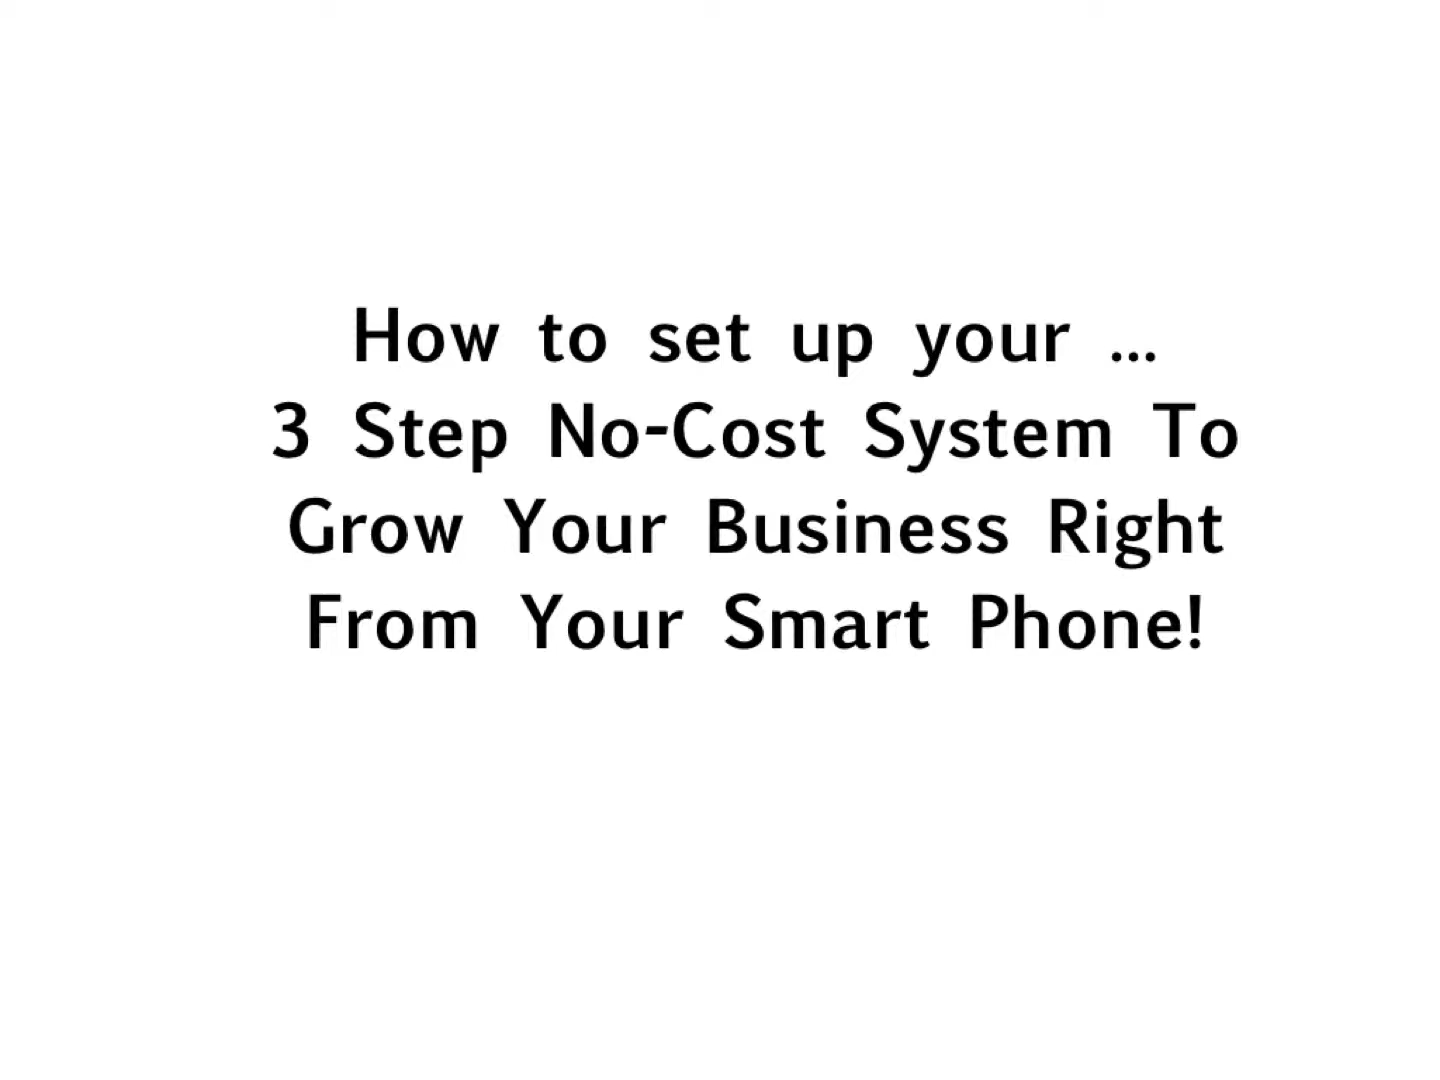 How to set up your ...
3 Step No-Cost System To
Grow Your Business Right
From Your Smart Phone!